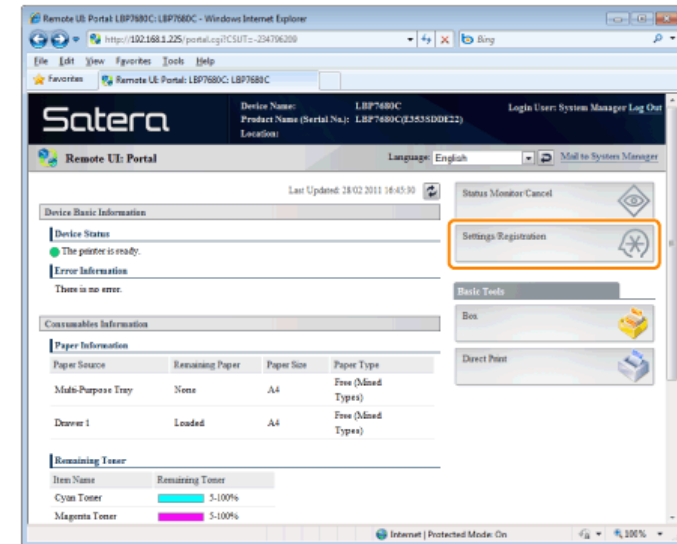 Remote UI: Portal: LBP7680C: LBP7680C - Windows Internet Explorer
http://192.168.1.225/portal.cgi?CSUT=-234796209
Bing
File Edit View Favorites Tools Help
Favorites Remote UI: Portal: LBP7680C: LBP7680C
Satera
Device Name: LBP7680C
Product Name (Serial No.): LBP7680C(E3535DDE22)
Location:
Login User: System Manager Log Out
Remote UI: Portal
Language: English
Mail to System Manager
Last Updated: 28/02 2011 16:45:30
Device Basic Information
Device Status
The printer is ready.
Error Information
There is no error.
Consumables Information
Paper Information
Paper Source Remaining Paper Paper Size Paper Type
Multi-Purpose Tray None A4 Free (Mixed
Types)
Drawer 1 Loaded A4 Free (Mixed
Types)
Remaining Toner
Item Name Remaining Toner
Cyan Toner 5-100%
Magenta Toner 5-100%
Status Monitor/Cancel
Settings/Registration
Basic Tools
Box
Direct Print
Internet | Protected Mode: On
100%